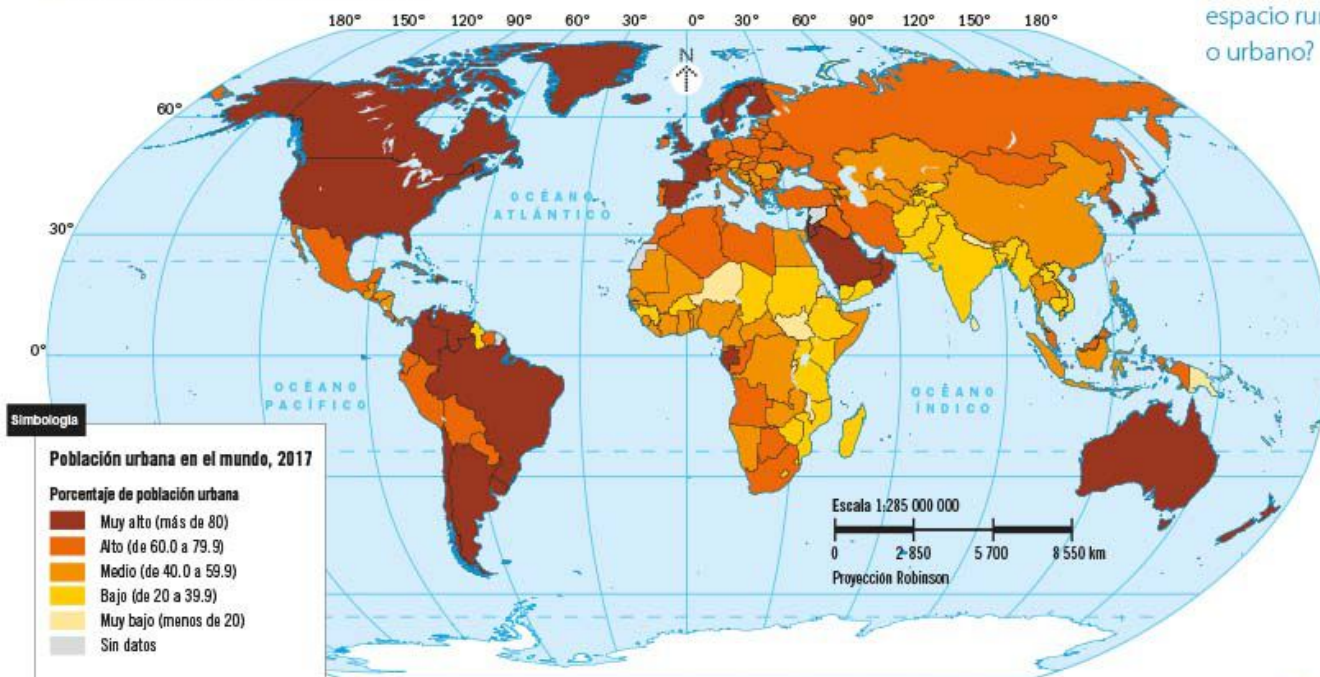 180° 150° 120° 90° 60° 30° 0° 30° 60° 90° 120° 150° 180°
espacio ru
o urbano?
N
60°
OCÉANO
ATLÁNTICO
30°
0°
OCÉANO
PACÍFICO
OCÉANO
ÍNDICO
Simbología
Población urbana en el mundo, 2017
Porcentaje de población urbana
Muy alto (más de 80)
Alto (de 60.0 a 79.9)
Medio (de 40.0 a 59.9)
Bajo (de 20 a 39.9)
Muy bajo (menos de 20)
Sin datos
Escala 1:285 000 000
0 2 850 5 700 8 550 km
Proyección Robinson